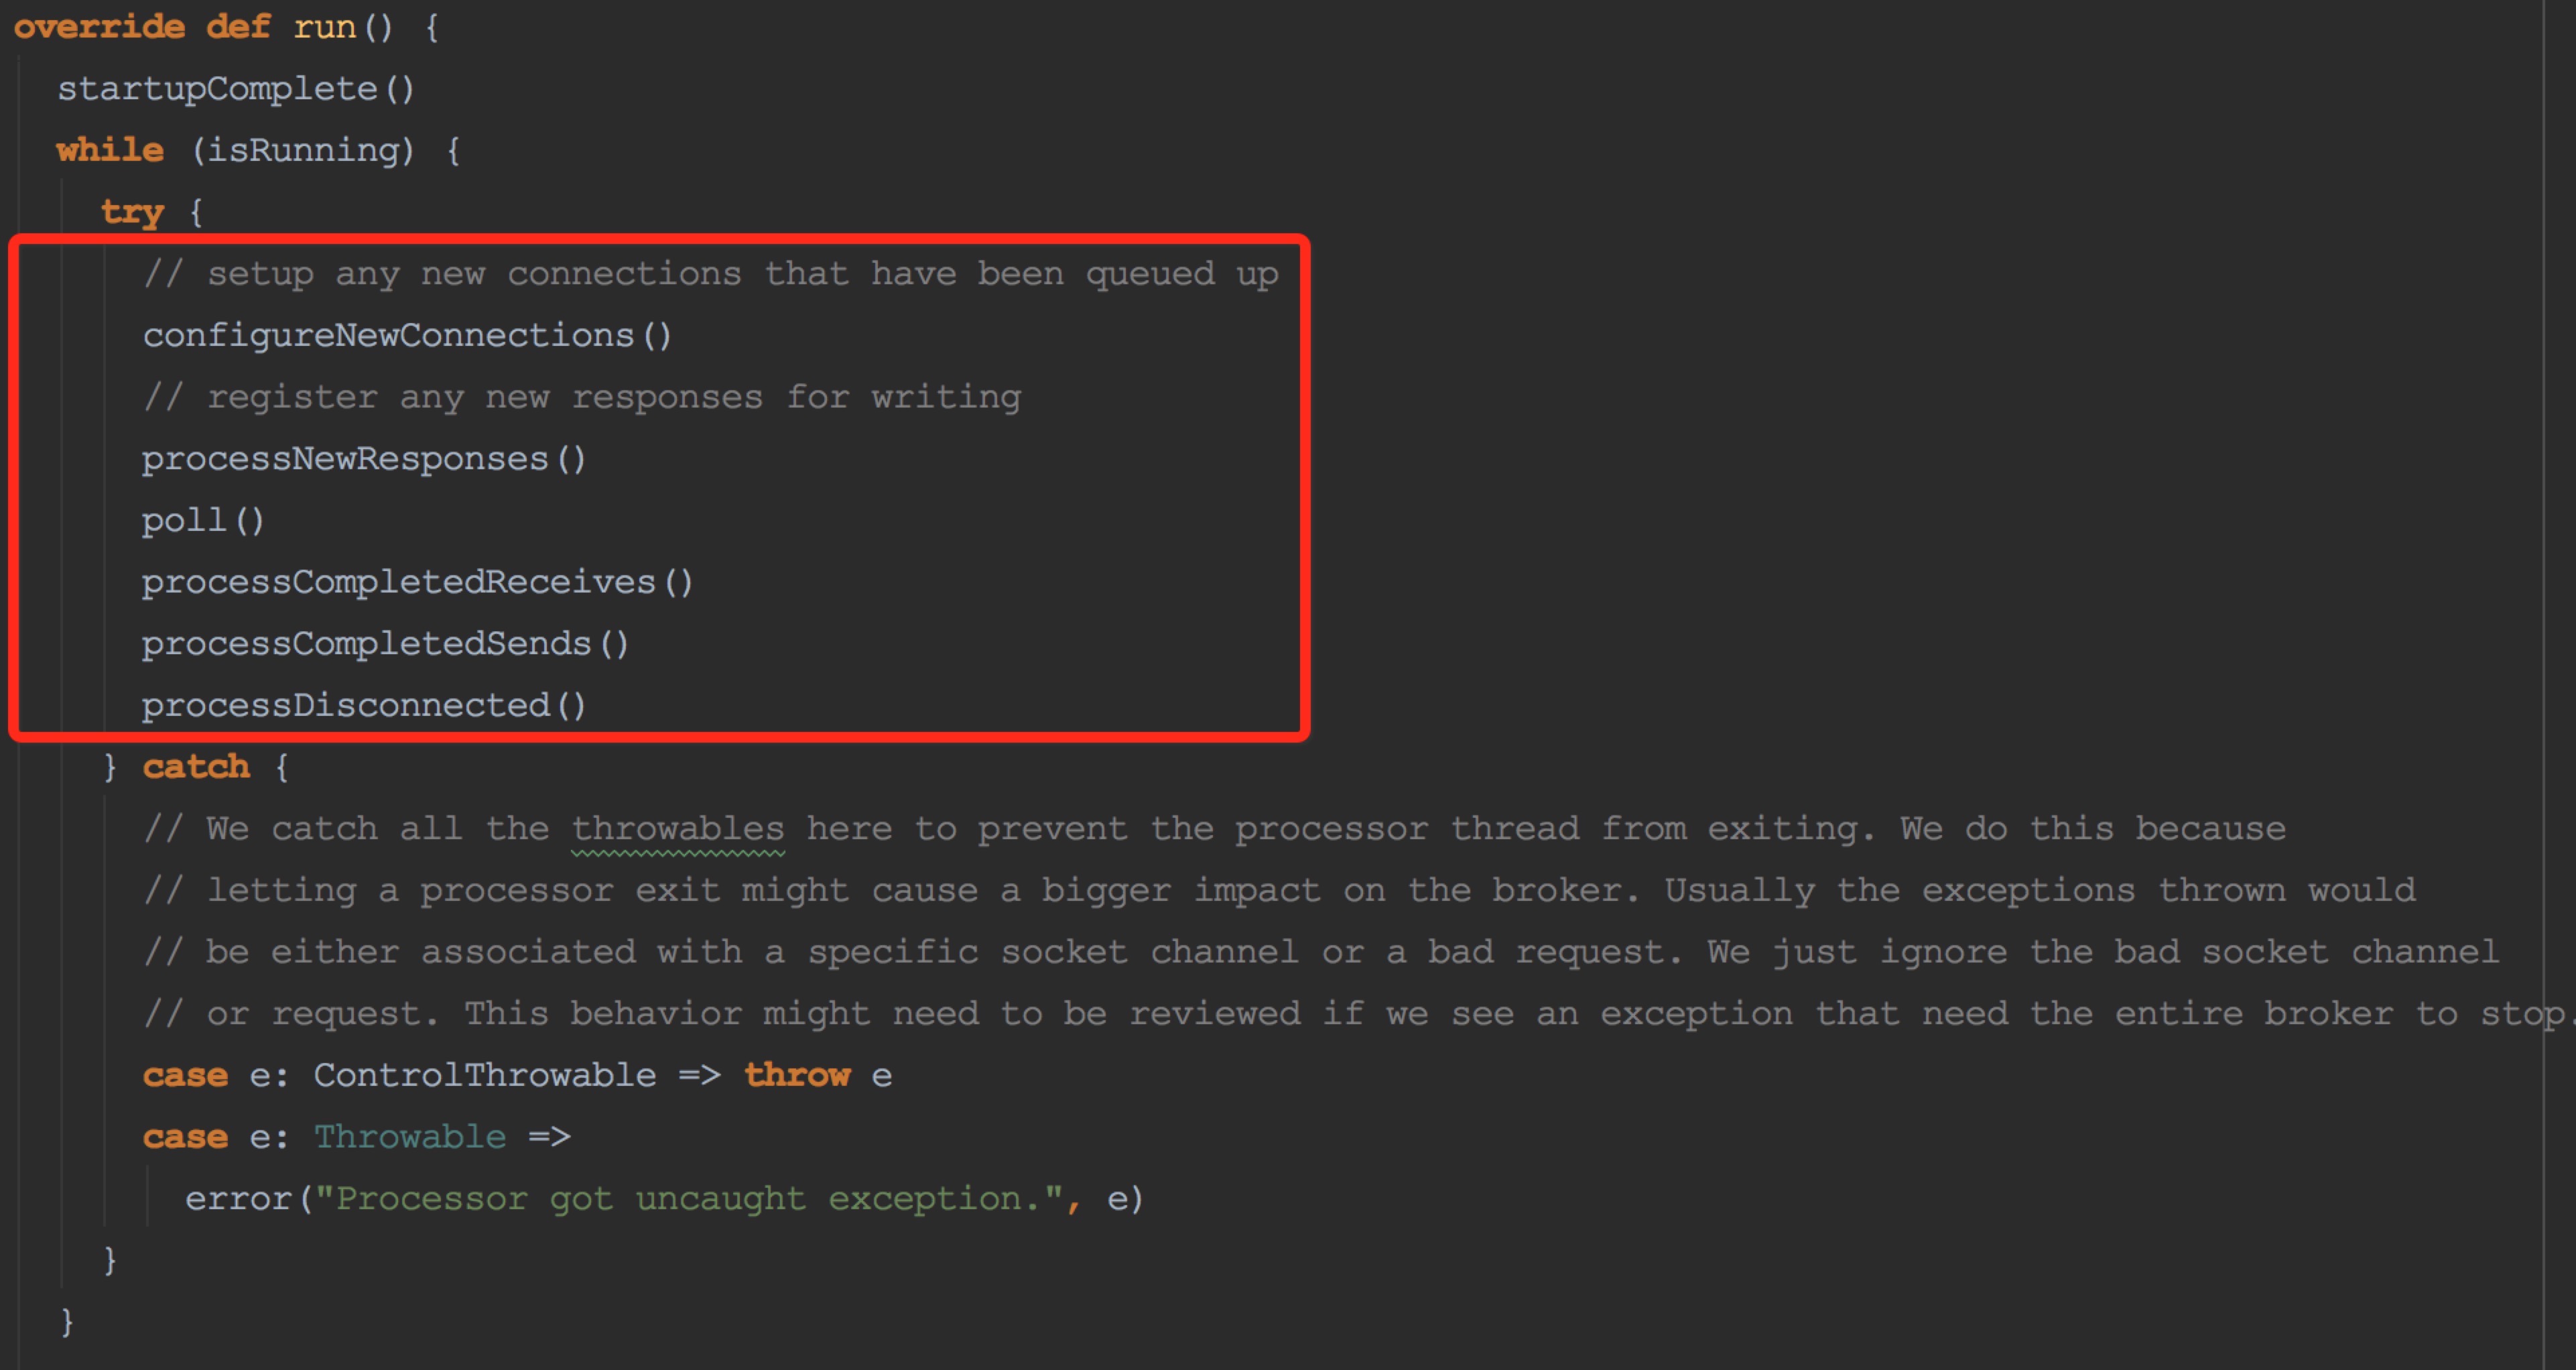 override def run() {
startupComplete()
while (isRunning) {
try {
// setup any new connections that have been queued up
configureNewConnections()
// register any new responses for writing
processNewResponses()
poll()
processCompletedReceives()
processCompletedSends()
processDisconnected()
} catch {
// We catch all the throwables here to prevent the processor thread from exiting. We do this because
// letting a processor exit might cause a bigger impact on the broker. Usually the exceptions thrown would
// be either associated with a specific socket channel or a bad request. We just ignore the bad socket channel
// or request. This behavior might need to be reviewed if we see an exception that need the entire broker to stop.
case e: ControlThrowable => throw e
case e: Throwable =>
error("Processor got uncaught exception.", e)
}
}